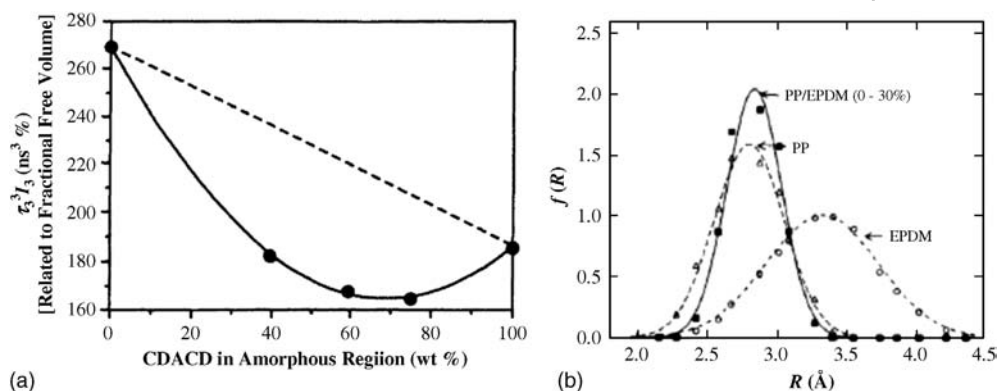 280
260
240
220
200
180
160
τ₃³I₃ (ns³ %)
[Related to Fractional Free Volume]
0 20 40 60 80 100
CDACD in Amorphous Regiion (wt %)
(a)
2.5
2.0
1.5
1.0
0.5
0.0
f (R)
PP/EPDM (0 - 30%)
PP
EPDM
2.0 2.5 3.0 3.5 4.0 4.5
R (Å)
(b)